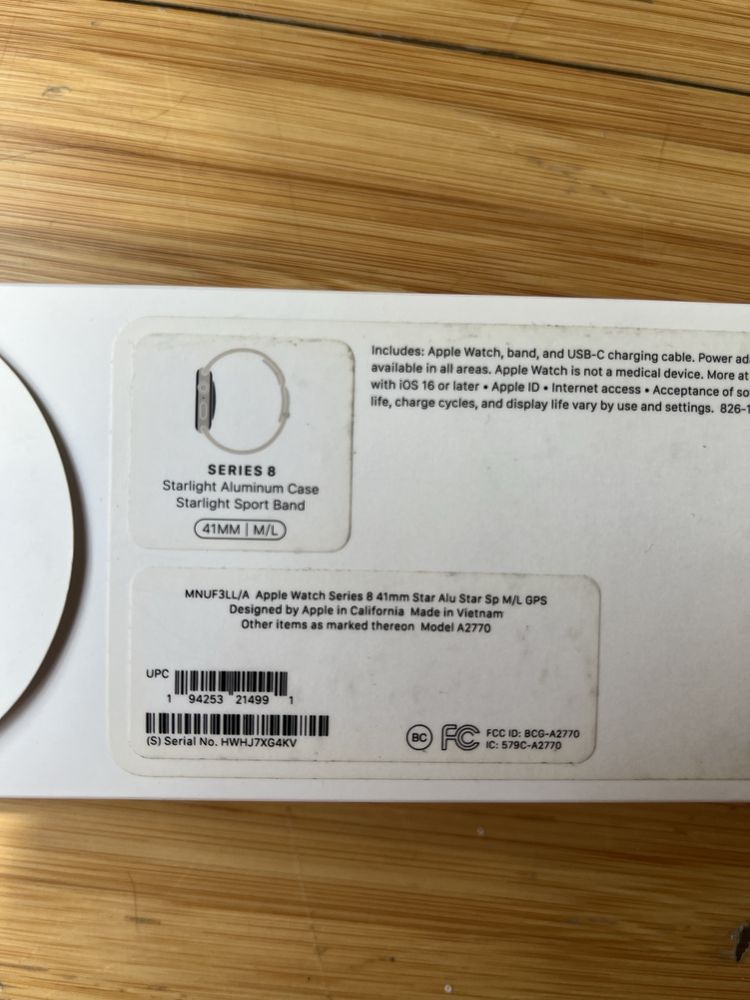 SERIES 8
Starlight Aluminum Case
Starlight Sport Band
41MM | M/L
Includes: Apple Watch, band, and USB-C charging cable. Power
available in all areas. Apple Watch is not a medical device. More at
with iOS 16 or later • Apple ID • Internet access • Acceptance of
life, charge cycles, and display life vary by use and settings.
MNUF3LL/A Apple Watch Series 8 41mm Star Alu Star Sp M/L GPS
Designed by Apple in California Made in Vietnam
Other items as marked thereon Model A2770
UPC
1 94253 21499 1
(S) Serial No. HWHJ7XG4KV
BC FC FCC ID: BCG-A2770
IC: 579C-A2770